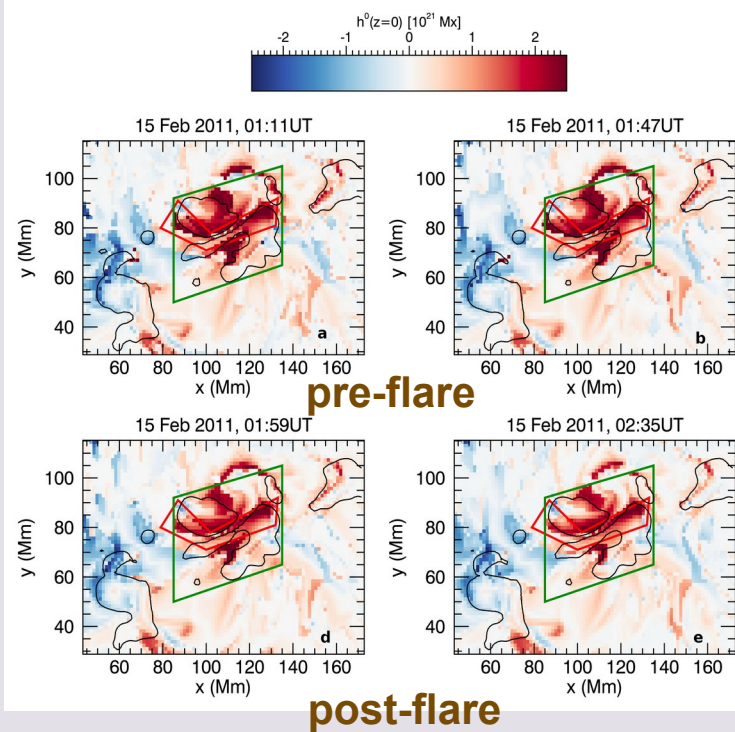 h⁰(z=0) [10²¹ Mx]
-2 -1 0 1 2
15 Feb 2011, 01:11UT
15 Feb 2011, 01:47UT
100
80
60
40
y (Mm)
a
60 80 100 120 140 160
x (Mm)
100
80
60
40
y (Mm)
b
60 80 100 120 140 160
x (Mm)
pre-flare
15 Feb 2011, 01:59UT
15 Feb 2011, 02:35UT
100
80
60
40
y (Mm)
d
60 80 100 120 140 160
x (Mm)
100
80
60
40
y (Mm)
e
60 80 100 120 140 160
x (Mm)
post-flare